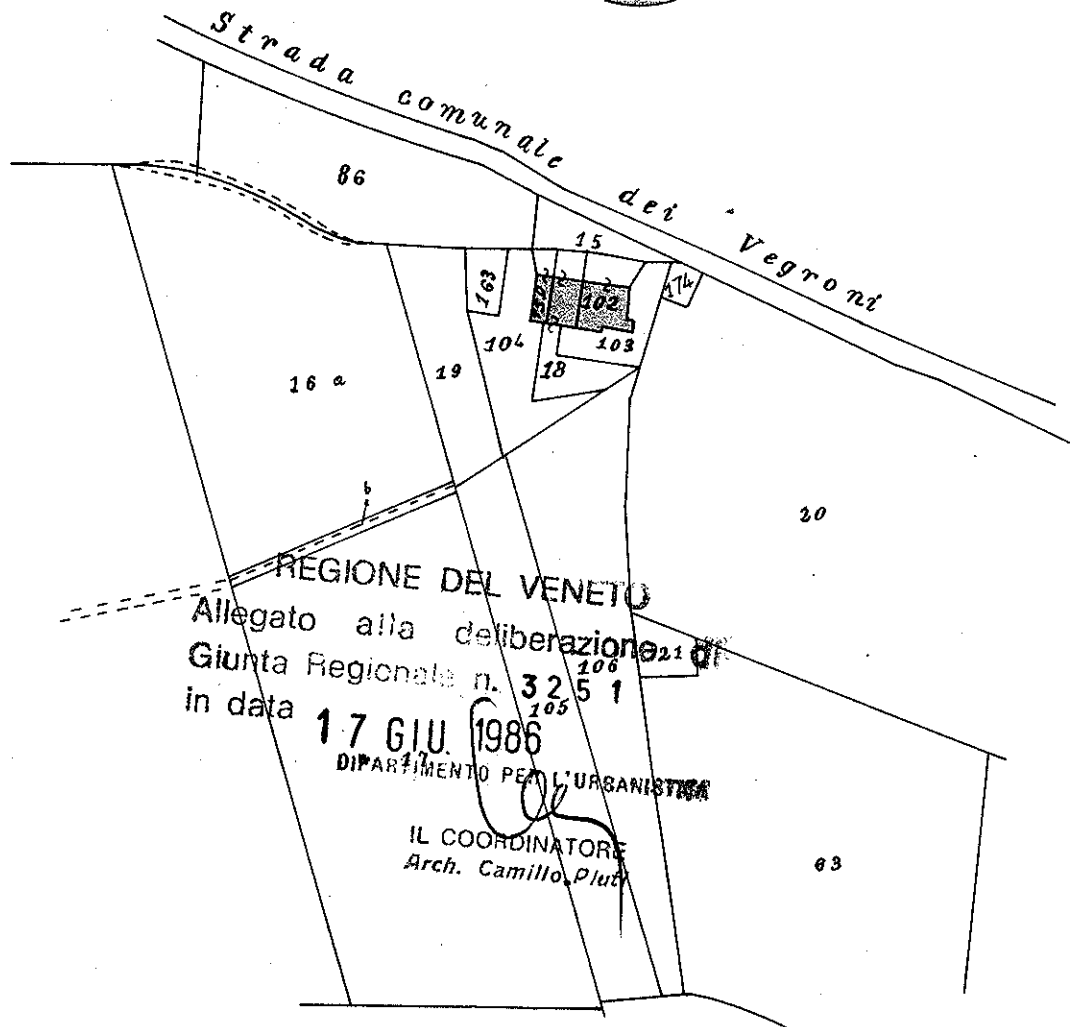 Strada comunale dei Vegroni
86
15
174
163
102
104
103
19
18
16 a
b
20
REGIONE DEL VENETO
Allegato alla deliberazione di
21
106
Giunta Regionale n. 3251
105
in data 17 GIU. 1986
17
DIPARTIMENTO PER L'URBANISTICA
IL COORDINATORE
Arch. Camillo Pluti
63